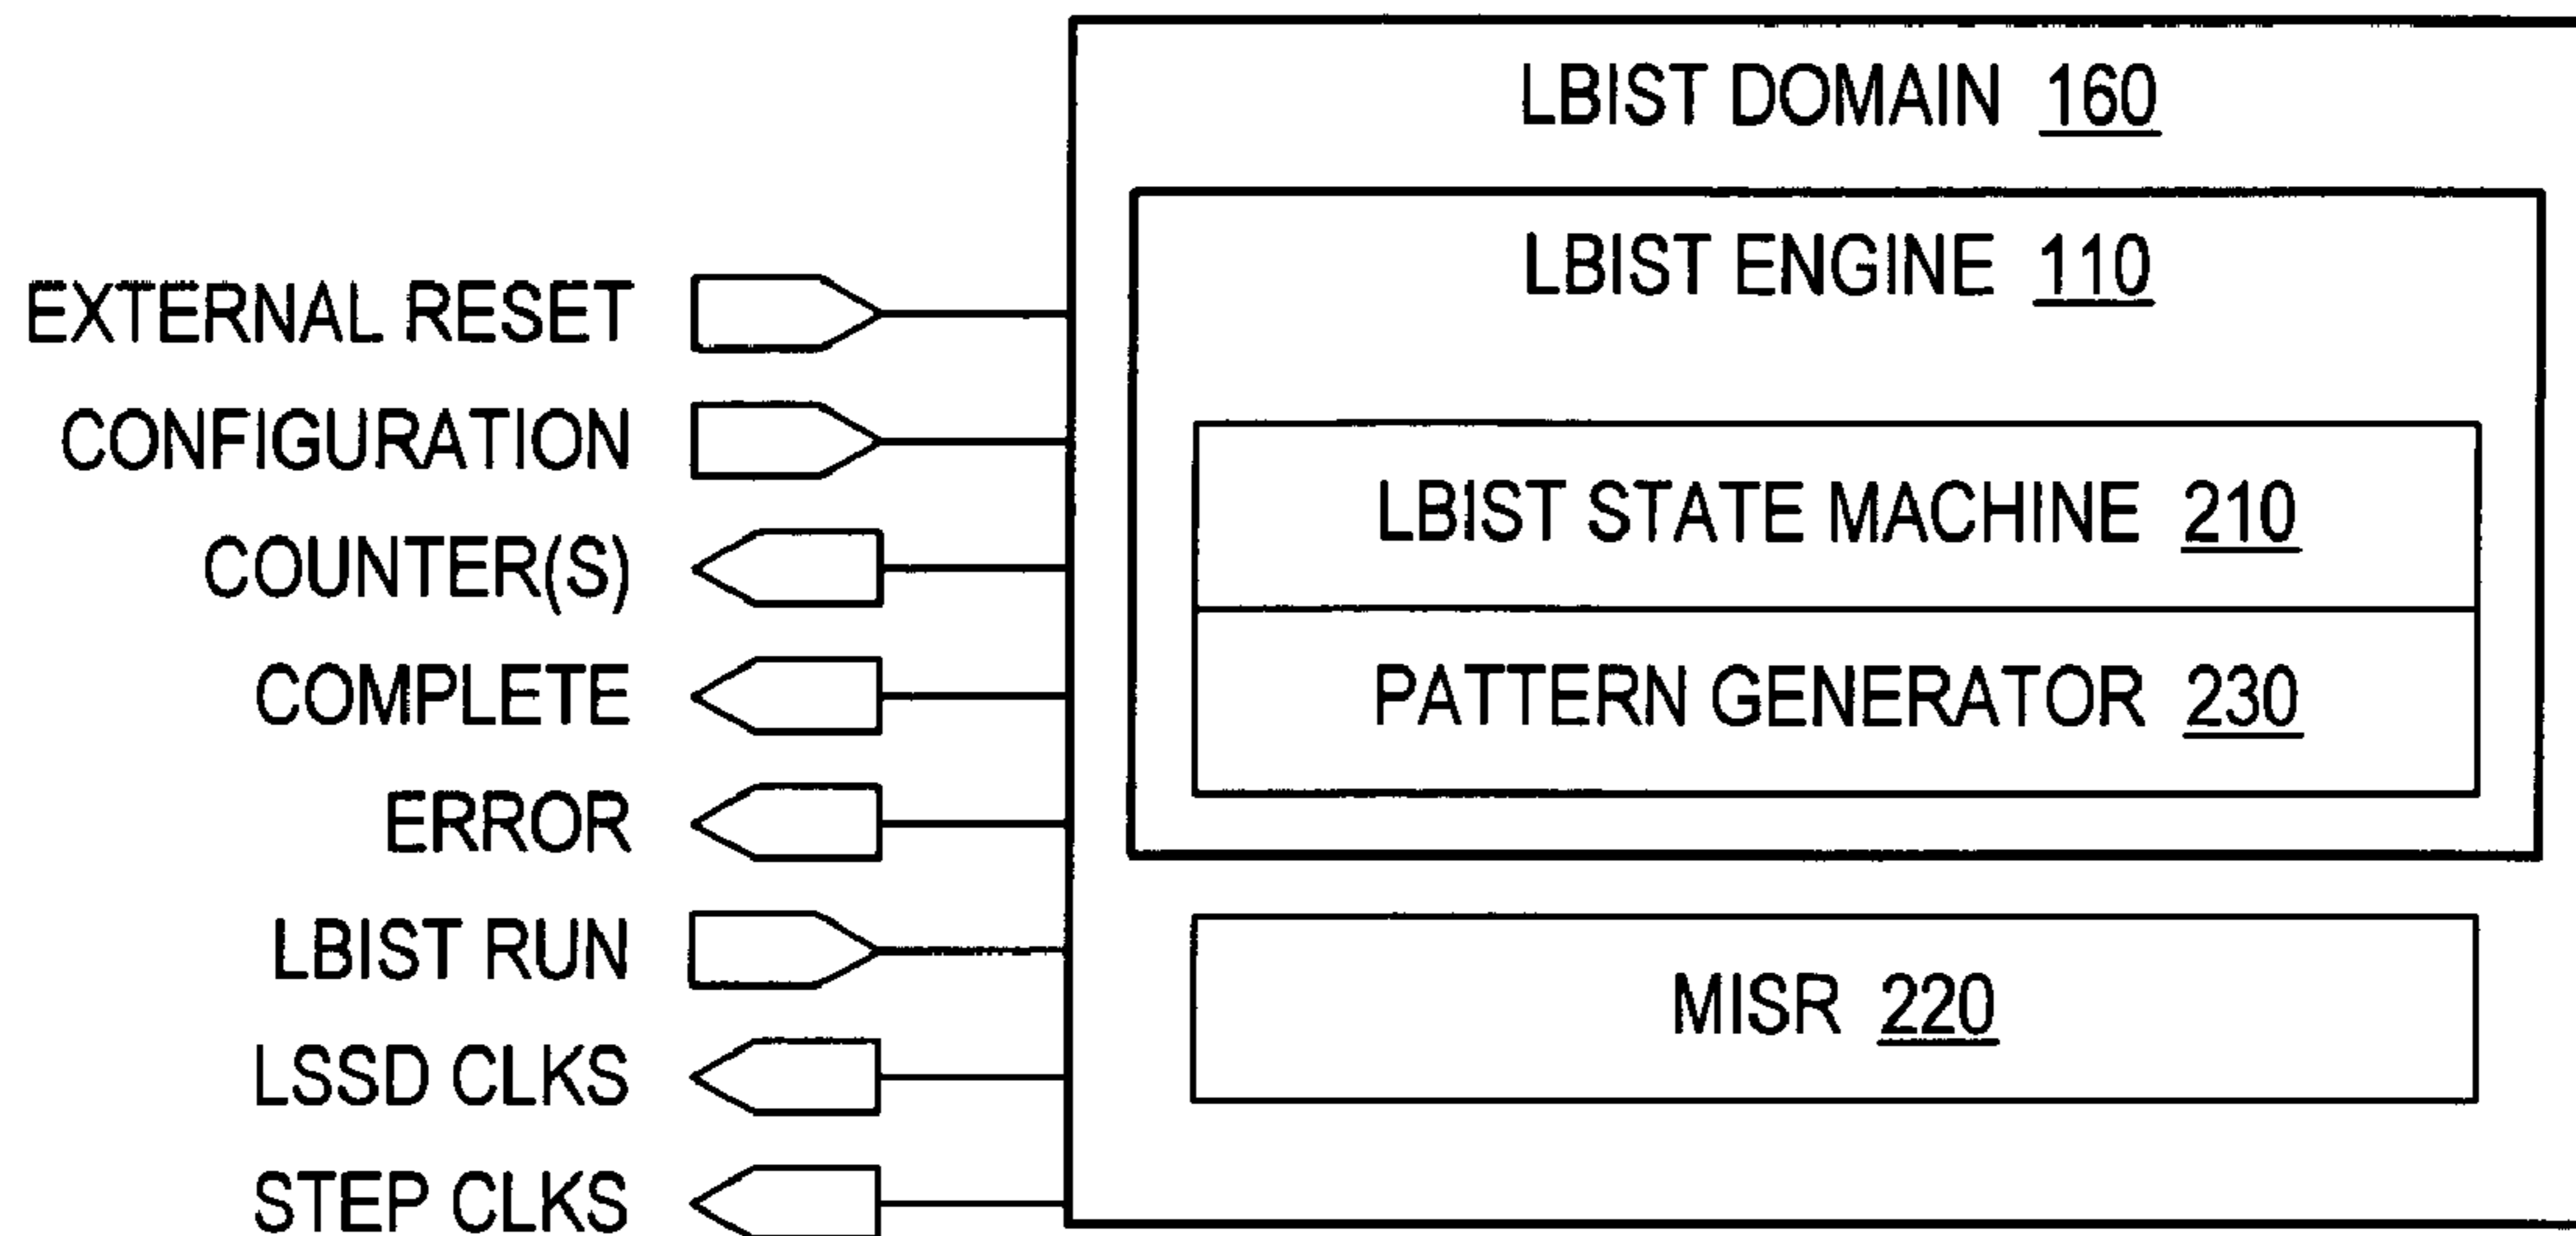 LBIST DOMAIN 160
LBIST ENGINE 110
EXTERNAL RESET
CONFIGURATION
LBIST STATE MACHINE 210
COUNTER(S)
COMPLETE
PATTERN GENERATOR 230
ERROR
LBIST RUN
MISR 220
LSSD CLKS
STEP CLKS